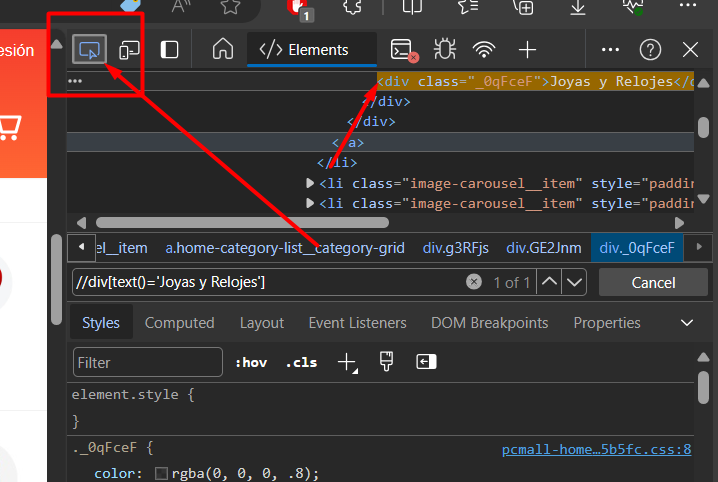 1
esión
</> Elements
<div class="_0qFceF">Joyas y Relojes</
</div>
</div>
</a>
</li>
<li class="image-carousel__item" style="paddin
<li class="image-carousel__item" style="paddin
el__item a.home-category-list__category-grid div.g3RFjs div.GE2Jnm div._0qFceF
//div[text()='Joyas y Relojes'] 1 of 1 Cancel
Styles Computed Layout Event Listeners DOM Breakpoints Properties
Filter :hov .cls
element.style {
}
._0qFceF { pcmall-home…5b5fc.css:8
color: rgba(0, 0, 0, .8);